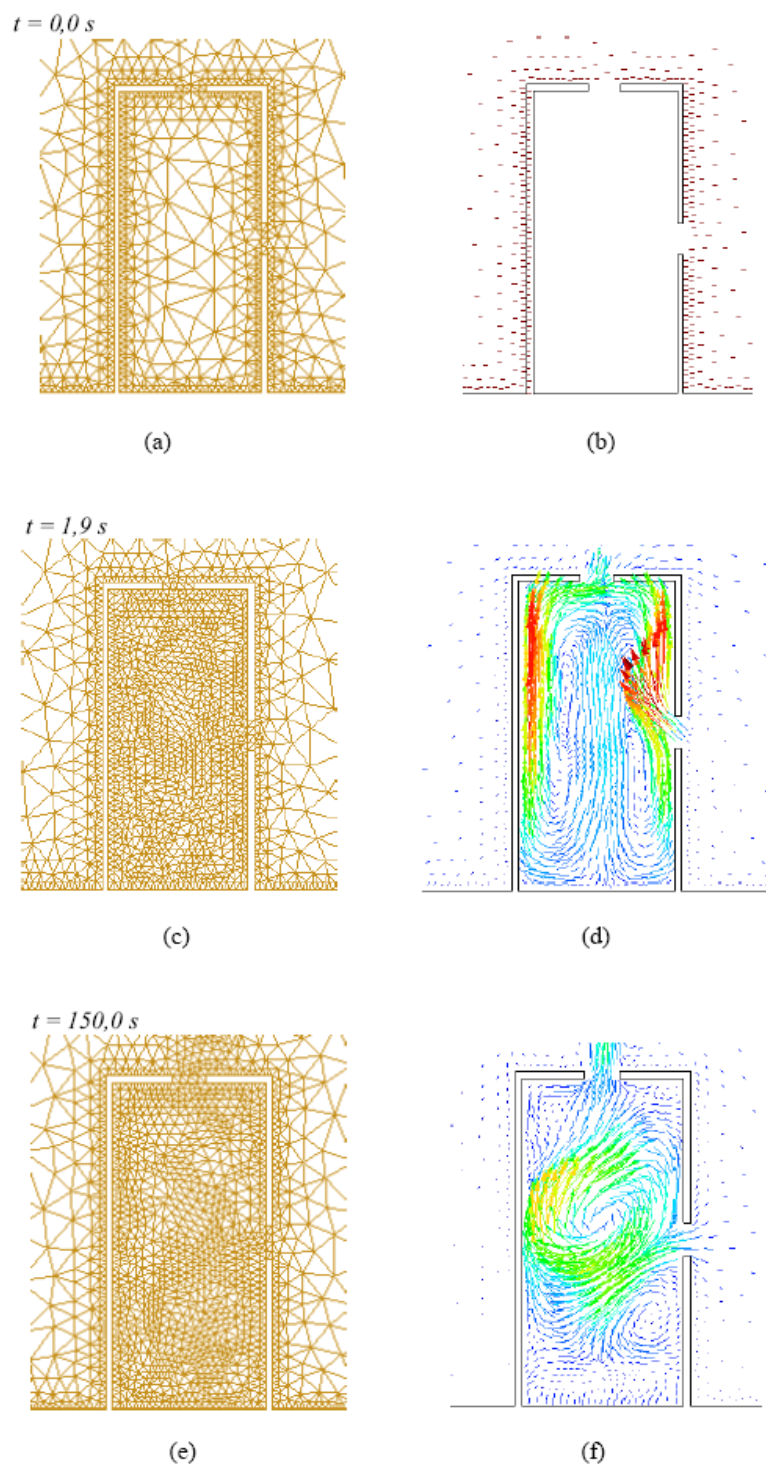 t = 0,0 s
(a)
(b)
t = 1,9 s
(c)
(d)
t = 150,0 s
(e)
(f)